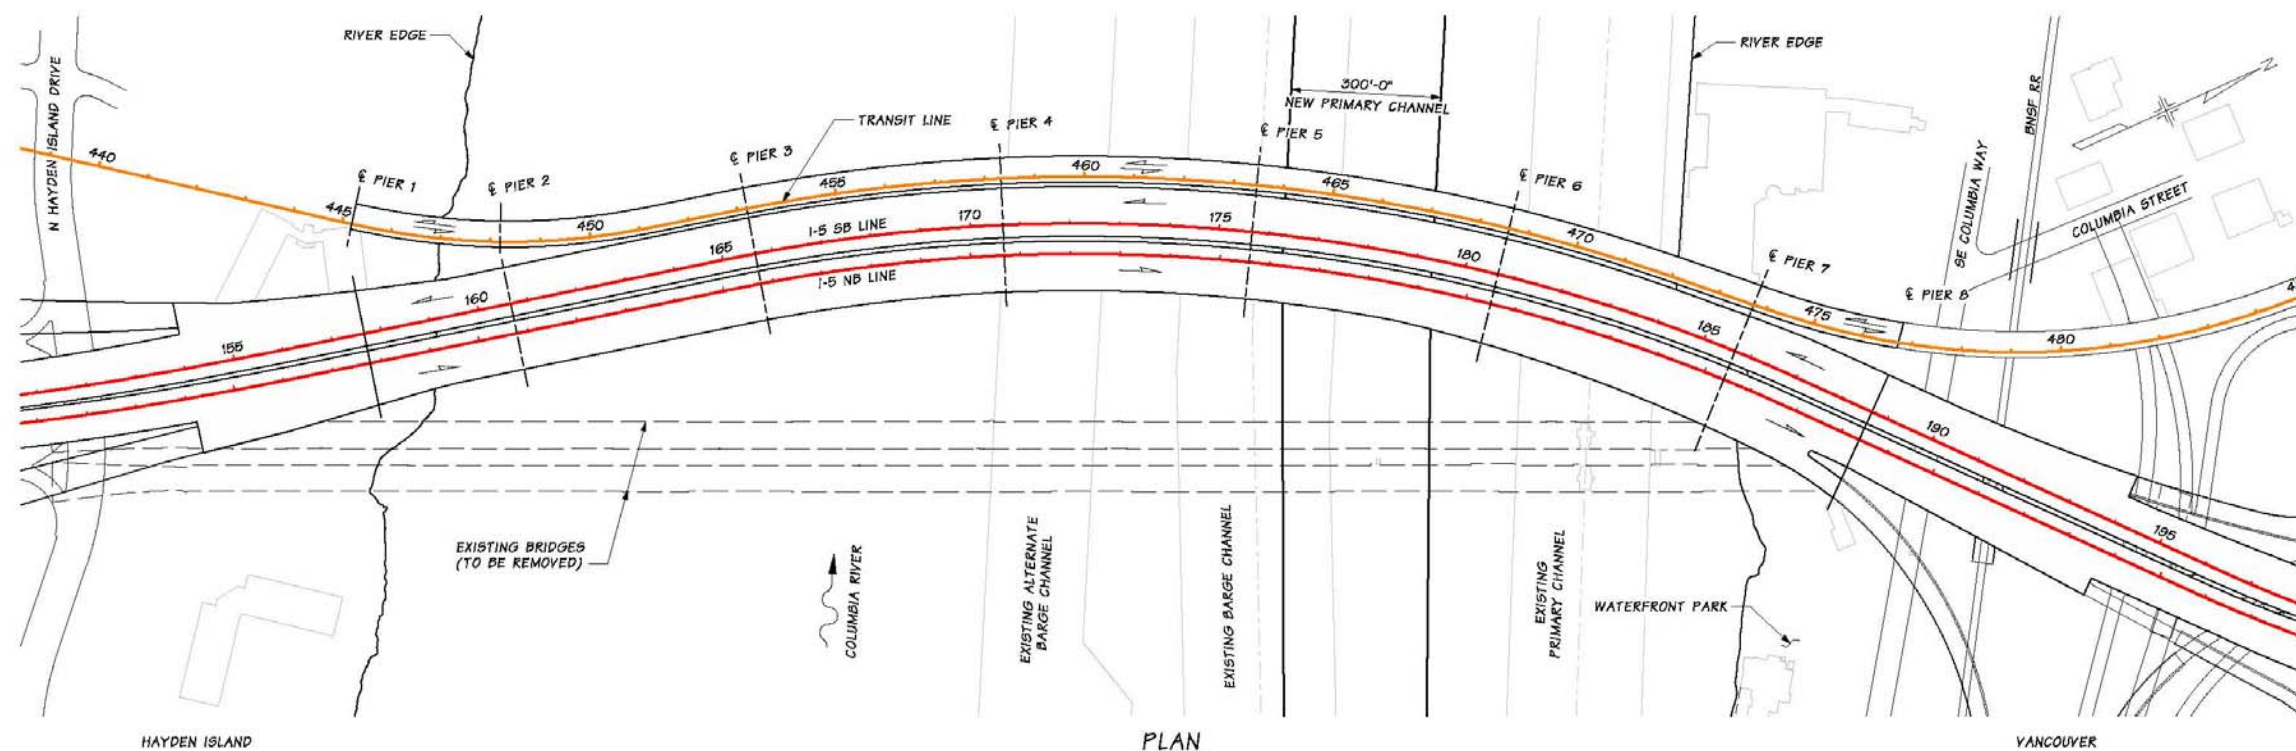 RIVER EDGE
RIVER EDGE
300'-0"
NEW PRIMARY CHANNEL
N HAYDEN ISLAND DRIVE
TRANSIT LINE
BNSF RR
N
440
℄ PIER 1
℄ PIER 2
℄ PIER 3
℄ PIER 4
℄ PIER 5
℄ PIER 6
℄ PIER 7
℄ PIER 8
SE COLUMBIA WAY
COLUMBIA STREET
445
450
455
460
465
470
475
480
I-5 SB LINE
I-5 NB LINE
155
160
165
170
175
180
185
190
195
EXISTING BRIDGES
(TO BE REMOVED)
COLUMBIA RIVER
EXISTING ALTERNATE
BARGE CHANNEL
EXISTING BARGE CHANNEL
EXISTING
PRIMARY CHANNEL
WATERFRONT PARK
HAYDEN ISLAND
PLAN
VANCOUVER